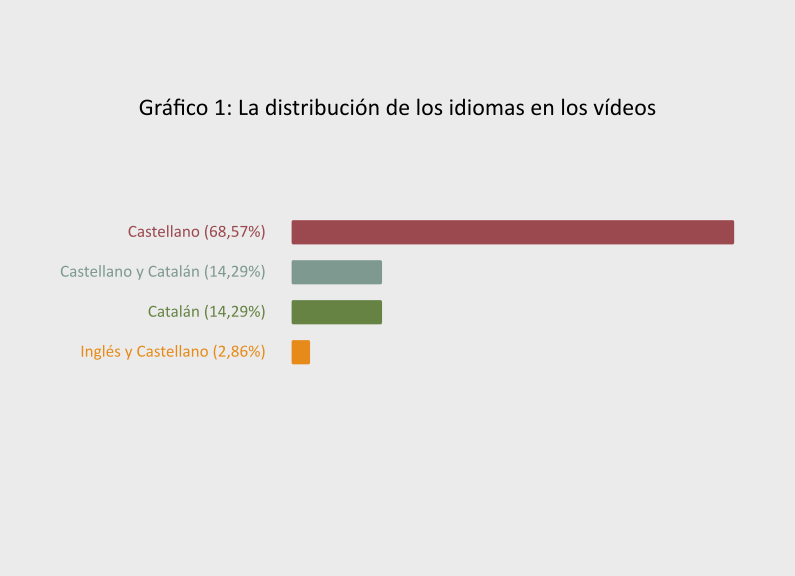 Gráfico 1: La distribución de los idiomas en los vídeos
Castellano (68,57%)
Castellano y Catalán (14,29%)
Catalán (14,29%)
Inglés y Castellano (2,86%)